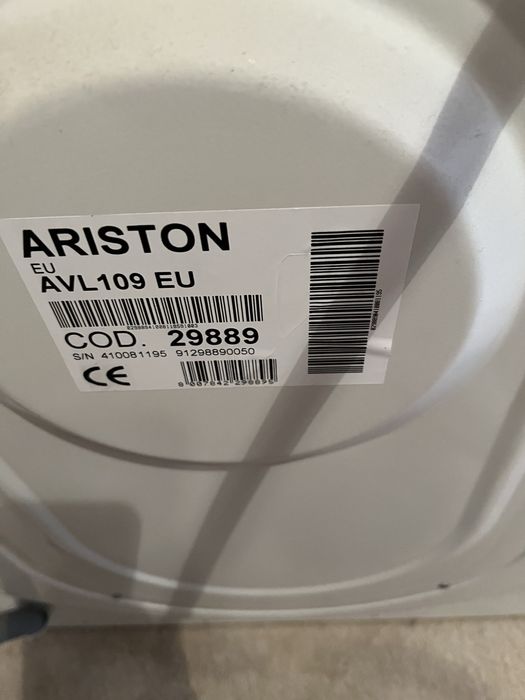 ARISTON
EU
AVL109 EU
COD. 29889
S/N 410081195 91298890050
CE